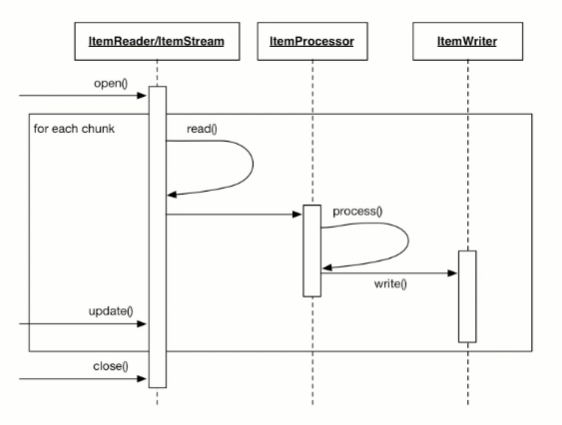 ItemReader/ItemStream
ItemProcessor
ItemWriter
open()
for each chunk
read()
process()
write()
update()
close()